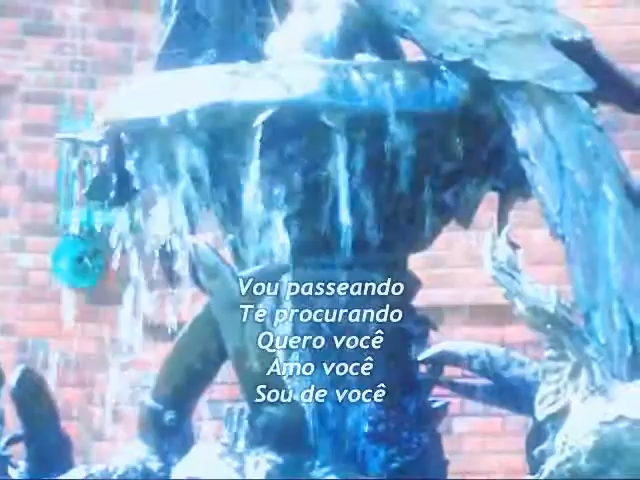 Vou passeando
Te procurando
Quero você
Amo você
Sou de você